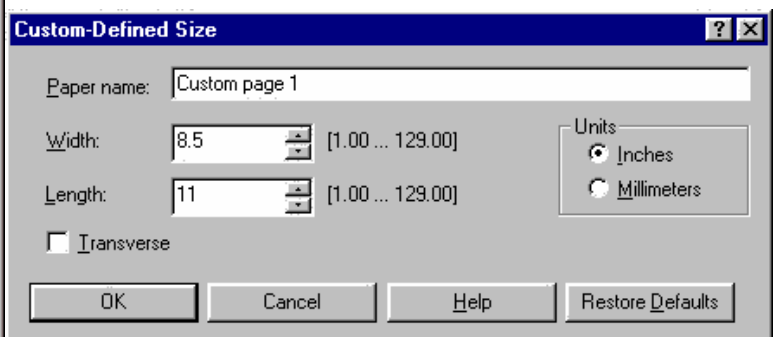 Custom-Defined Size
Paper name: Custom page 1
Width: 8.5 [1.00 ... 129.00]
Units
Inches
Length: 11 [1.00 ... 129.00]
Millimeters
Transverse
OK Cancel Help Restore Defaults